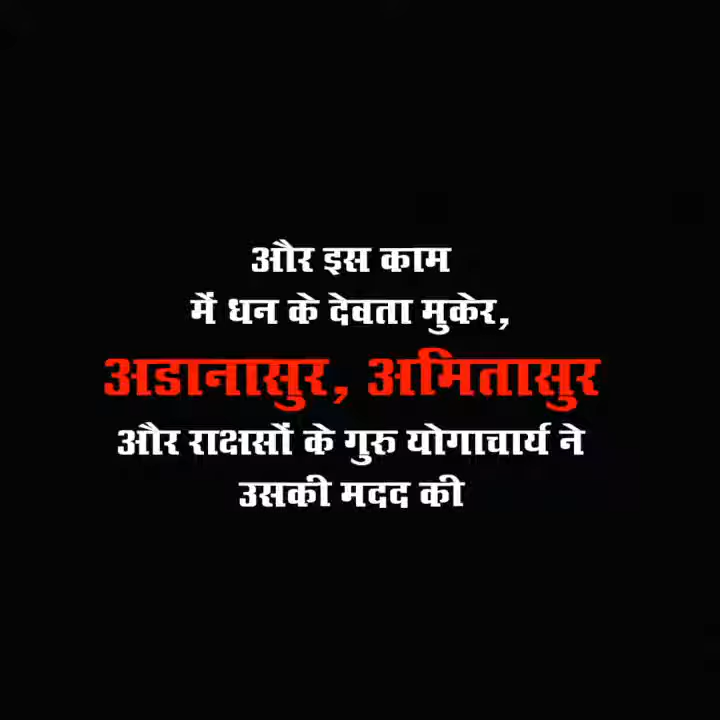 और इस काम
में धन के देवता मुकेर,
अडानासुर, अमितासुर
और राक्षसों के गुरु योगाचार्य ने
उसकी मदद की